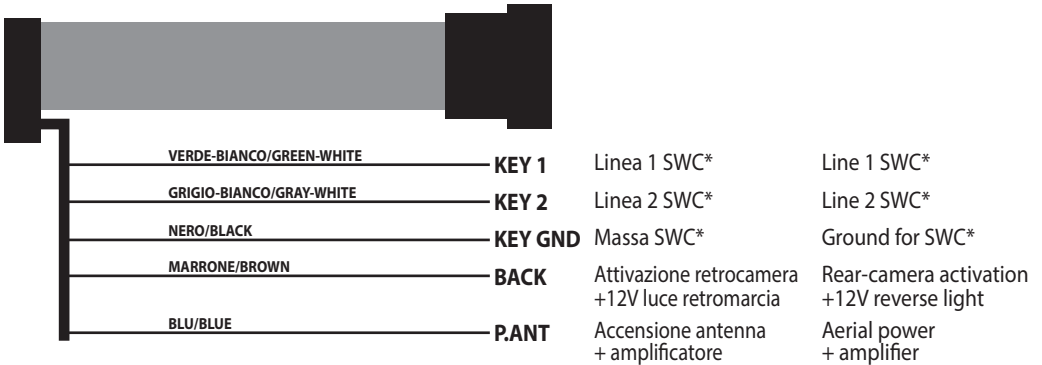 VERDE-BIANCO/GREEN-WHITE KEY 1 Linea 1 SWC* Line 1 SWC*
GRIGIO-BIANCO/GRAY-WHITE KEY 2 Linea 2 SWC* Line 2 SWC*
NERO/BLACK KEY GND Massa SWC* Ground for SWC*
MARRONE/BROWN BACK Attivazione retrocamera Rear-camera activation
+12V luce retromarcia +12V reverse light
BLU/BLUE P.ANT Accensione antenna Aerial power
+ amplificatore + amplifier